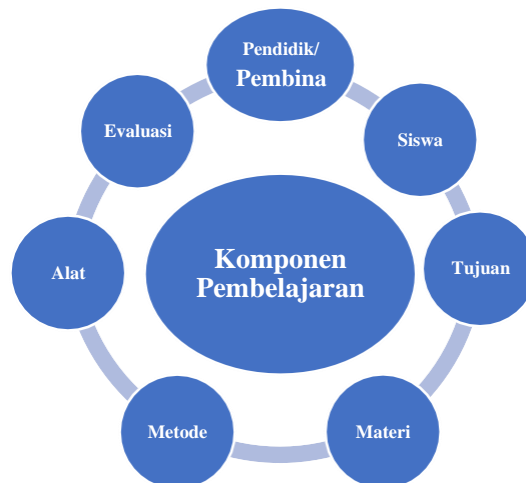 Pendidik/
Pembina
Siswa
Tujuan
Materi
Metode
Alat
Evaluasi
Komponen
Pembelajaran